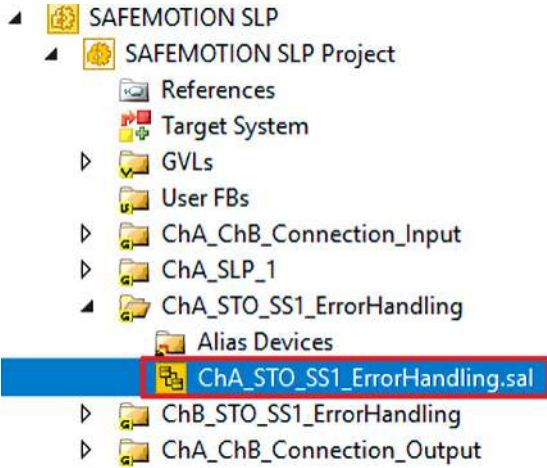 SAFEMOTION SLP
SAFEMOTION SLP Project
References
Target System
GVLs
User FBs
ChA_ChB_Connection_Input
ChA_SLP_1
ChA_STO_SS1_ErrorHandling
Alias Devices
ChA_STO_SS1_ErrorHandling.sal
ChB_STO_SS1_ErrorHandling
ChA_ChB_Connection_Output